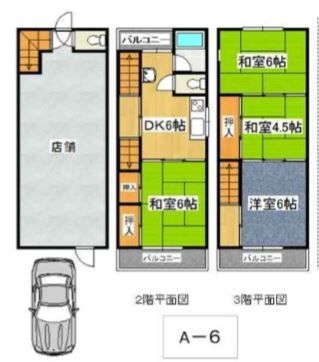 店舗
バルコニー
DK6帖
和室6帖
押入
押入
バルコニー
2階平面図
和室6帖
押入
和室4.5帖
洋室6帖
バルコニー
3階平面図
A-6